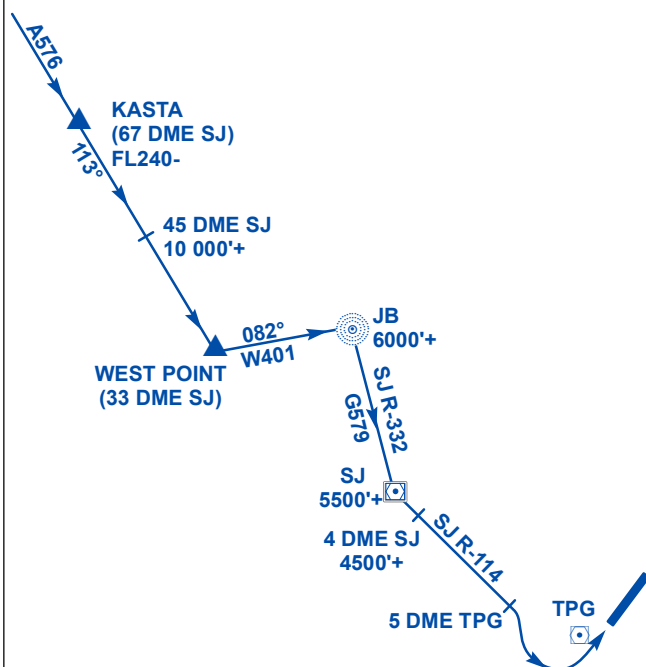 A576
KASTA
(67 DME SJ)
FL240-
113°
45 DME SJ
10 000'+
082°
W401
JB
6000'+
WEST POINT
(33 DME SJ)
SJ R-332
G579
SJ
5500'+
4 DME SJ
4500'+
SJ R-114
5 DME TPG
TPG